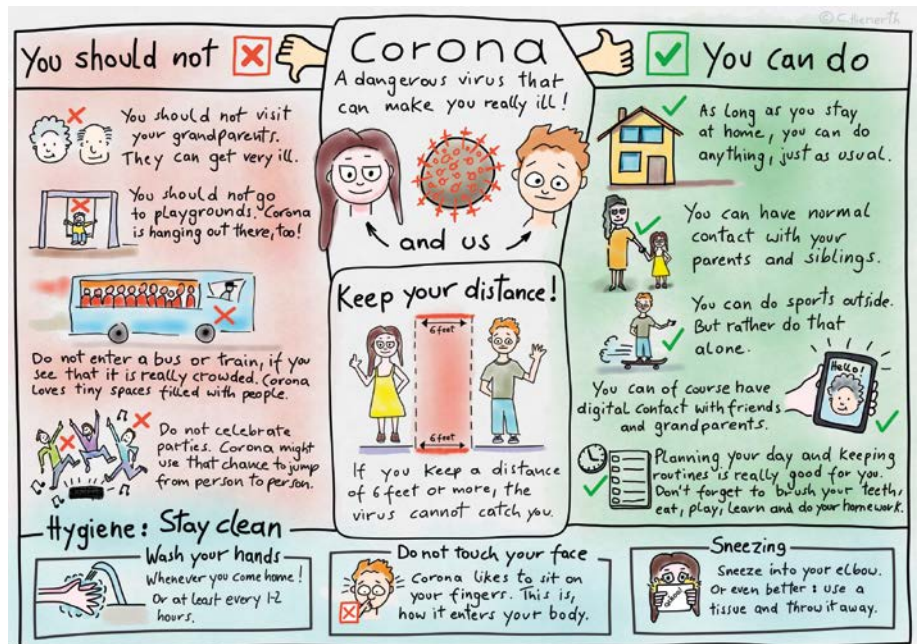 © C.Hienerth
You should not
You should not visit
your grandparents.
They can get very ill.
You should not go
to playgrounds. Corona
is hanging out there, too!
Do not enter a bus or train, if you
see that it is really crowded. Corona
loves tiny spaces filled with people.
Do not celebrate
parties. Corona might
use that chance to jump
from person to person.
Corona
A dangerous virus that
can make you really ill!
and us
Keep your distance!
6 feet
6 feet
If you keep a distance
of 6 feet or more, the
virus cannot catch you.
You can do
As long as you stay
at home, you can do
anything, just as usual.
You can have normal
contact with your
parents and siblings.
You can do sports outside.
But rather do that
alone.
Hello!
You can of course have
digital contact with friends
and grandparents.
Planning your day and keeping
routines is really good for you.
Don't forget to brush your teeth,
eat, play, learn and do your homework.
Hygiene: Stay clean
Wash your hands
Whenever you come home!
Or at least every 1-2
hours.
Do not touch your face
Corona likes to sit on
your fingers. This is,
how it enters your body.
Sneezing
Sneeze into your elbow.
Or even better: use a
tissue and throw it away.